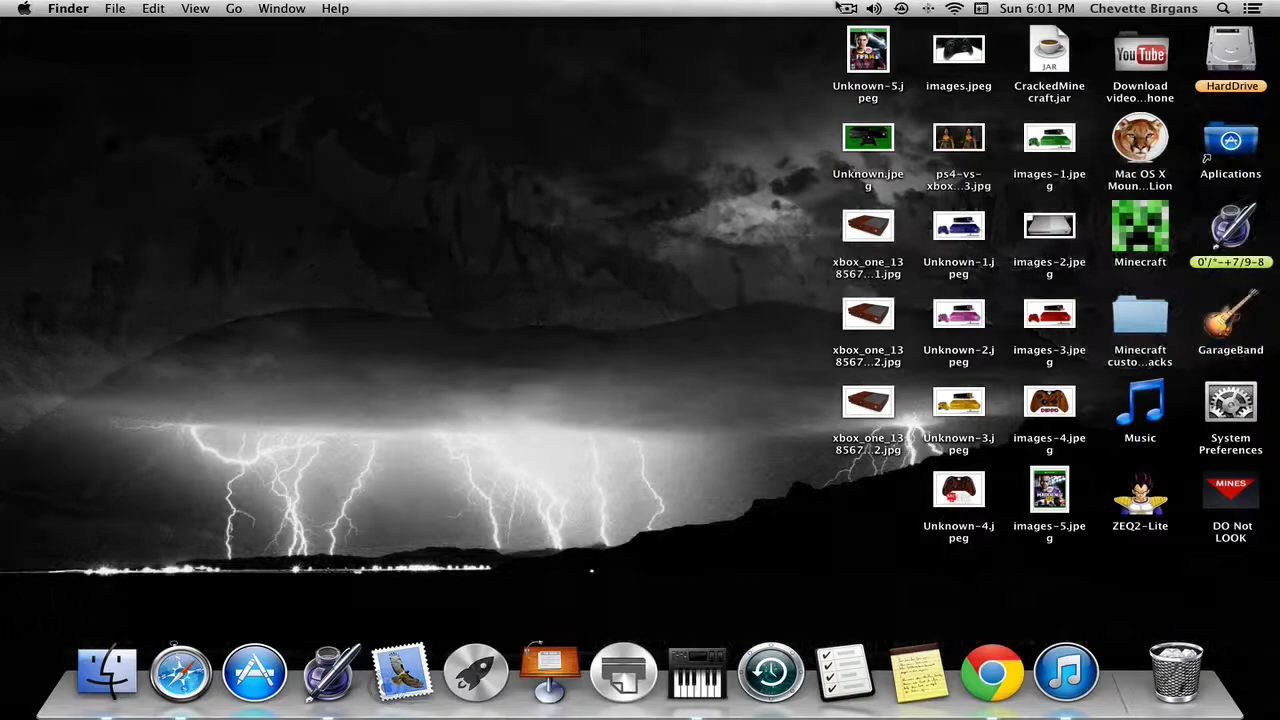 Finder File Edit View Go Window Help Sun 6:01 PM Chevette Birgans
Unknown-5.j
peg
images.jpeg
JAR
CrackedMine
craft.jar
You Tube
Download
video...hone
HardDrive
Unknown.jpe
g
ps4-vs-
xbox...3.jpg
images-1.jpe
g
Mac OS X
Moun...Lion
Aplications
xbox_one_13
8567...1.jpg
Unknown-1.j
peg
images-2.jpe
g
Minecraft
0'/*-+7/9-8
xbox_one_13
8567...2.jpg
Unknown-2.j
peg
images-3.jpe
g
Minecraft
custo...acks
GarageBand
xbox_one_13
8567...2.jpg
Unknown-3.j
peg
DIPPO
images-4.jpe
g
Music
System
Preferences
Unknown-4.j
peg
images-5.jpe
g
ZEQ2-Lite
MINES
DO Not
LOOK